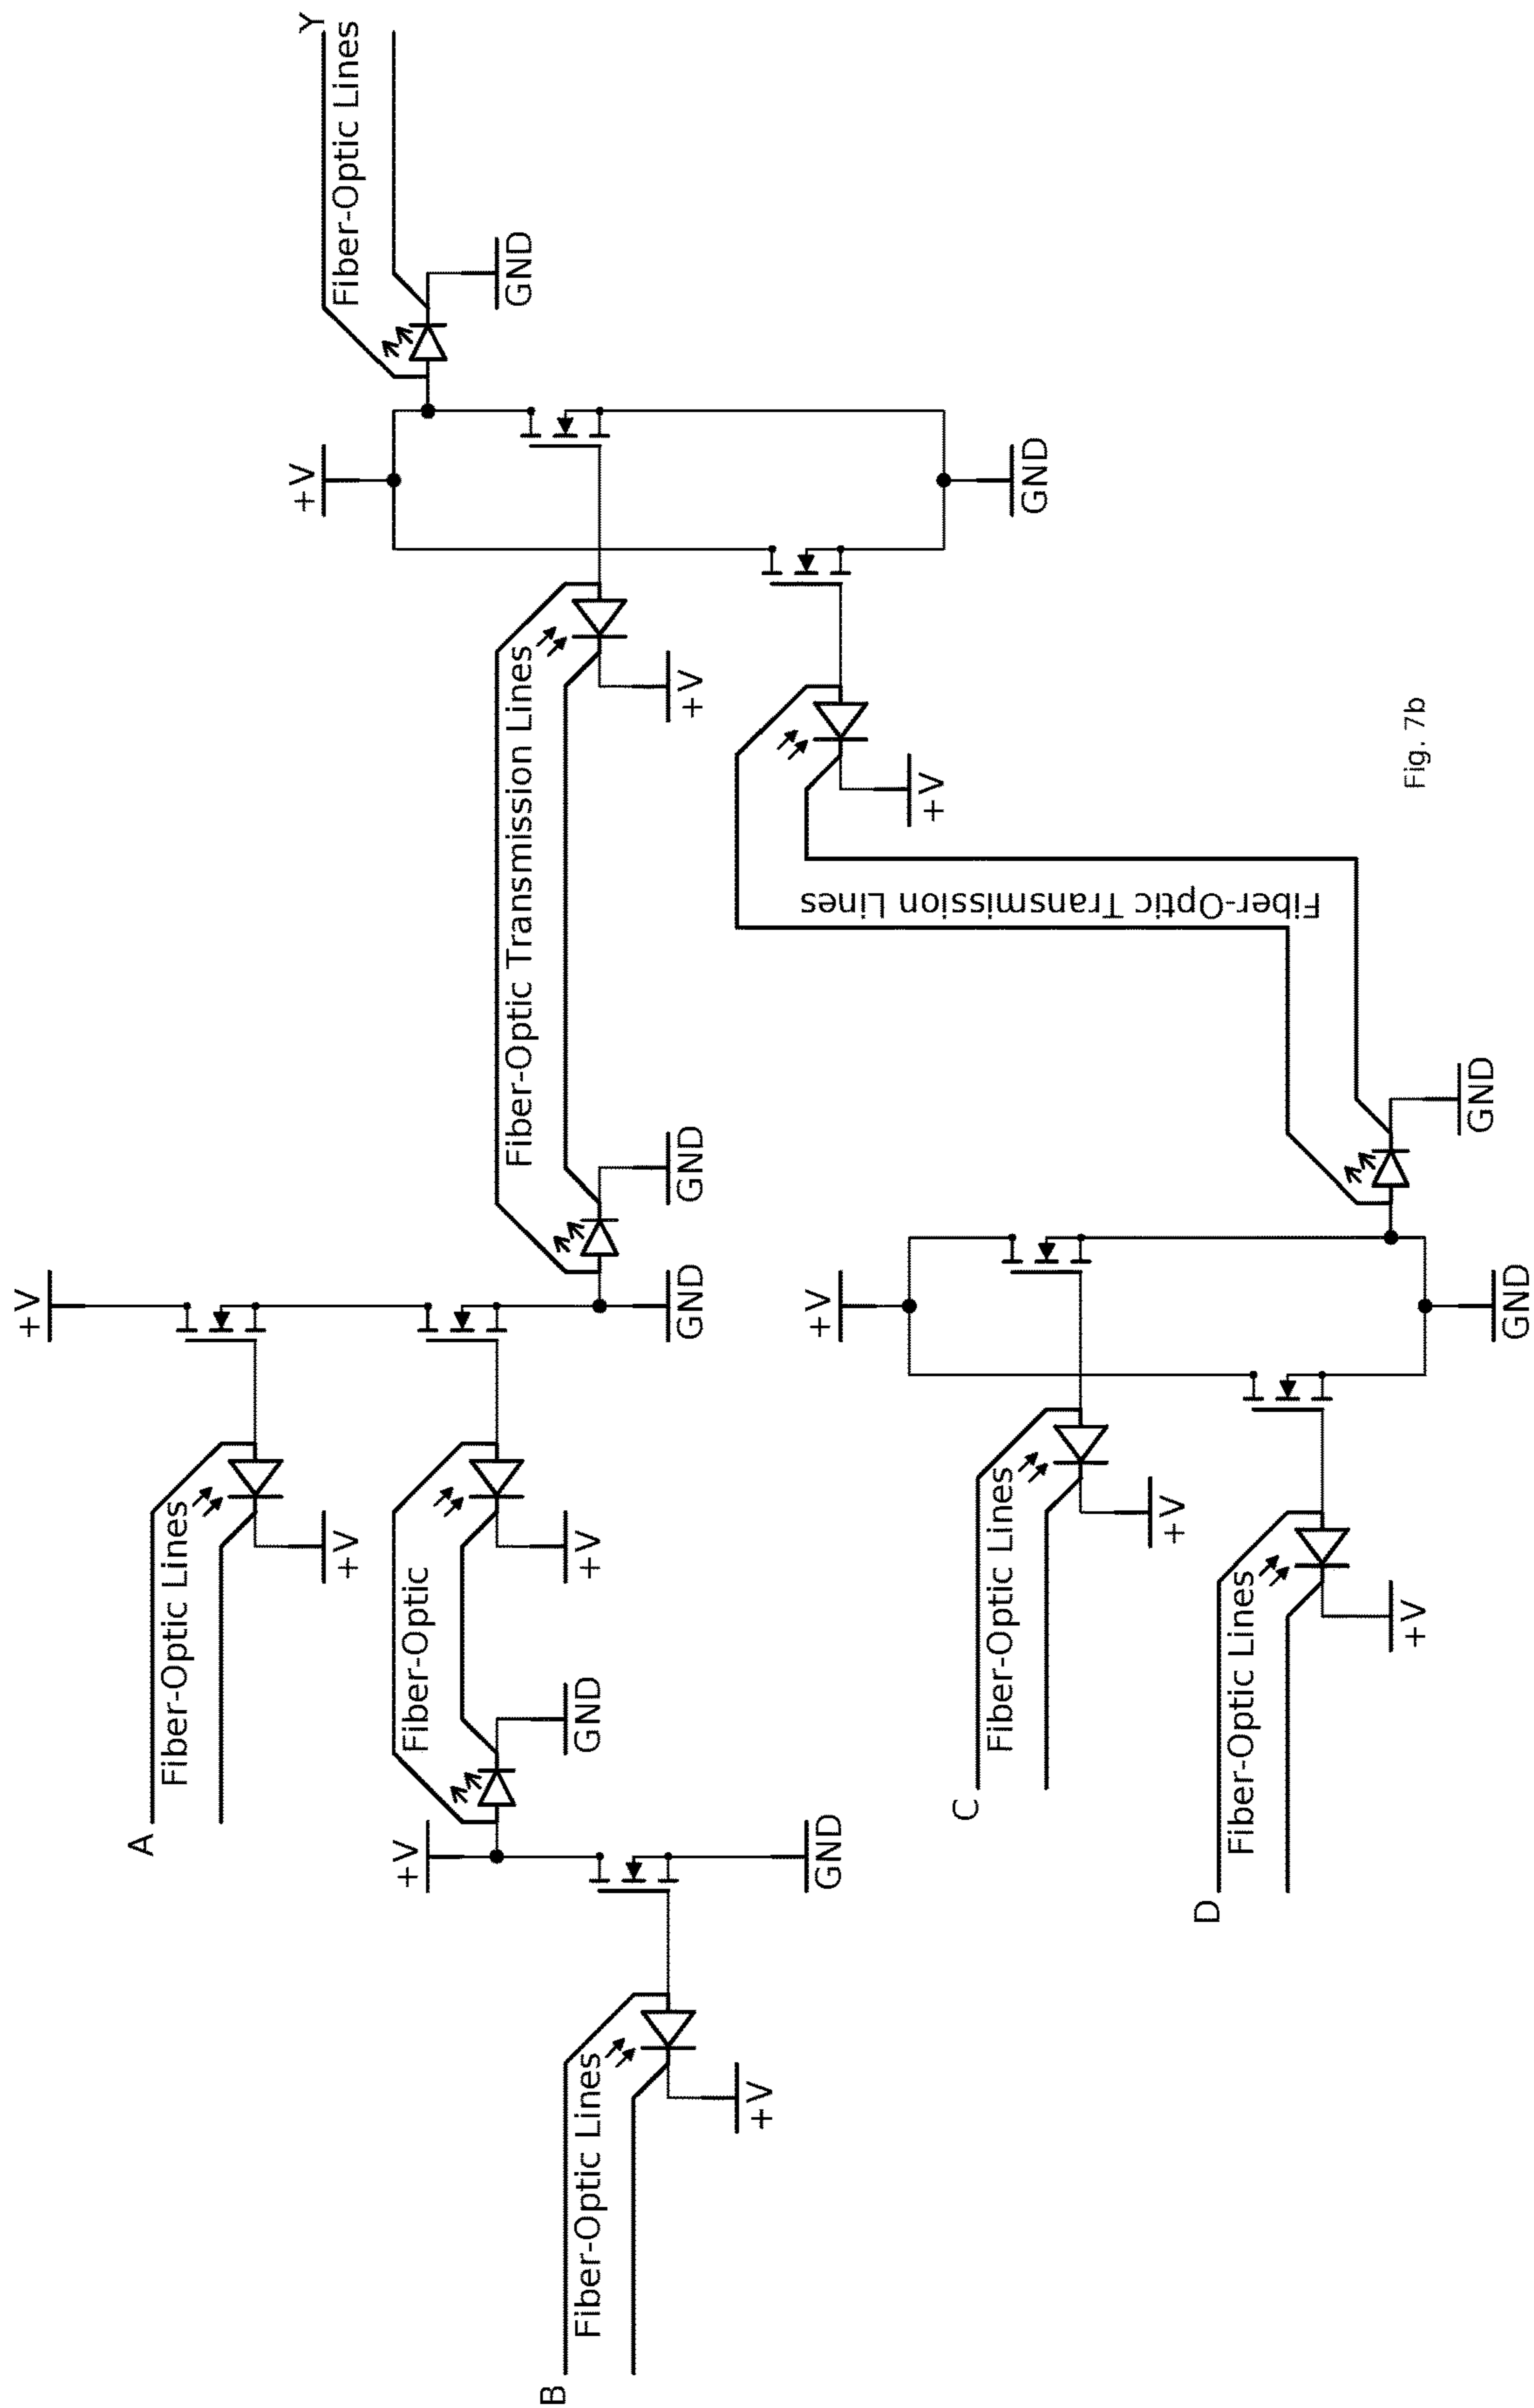 +V
A
Fiber-Optic Lines
+V
Y
Fiber-Optic Lines
+V
+V
Fiber-Optic
GND
Fiber-Optic Transmission Lines
B
Fiber-Optic Lines
GND
+V
GND
GND
+V
+V
GND
+V
+V
Fiber-Optic Transmission Lines
C
Fiber-Optic Lines
GND
+V
D
Fiber-Optic Lines
+V
Fig. 7b
GND
GND